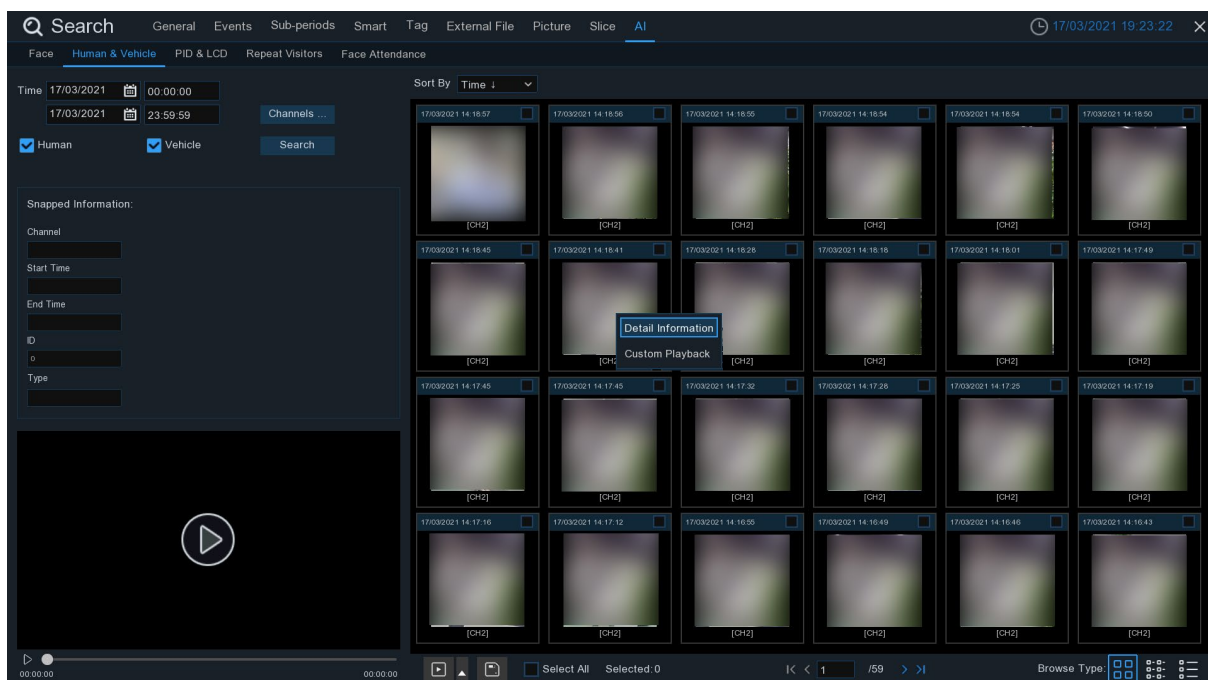 Search General Events Sub-periods Smart Tag External File Picture Slice AI 17/03/2021 19:23:22
Face Human & Vehicle PID & LCD Repeat Visitors Face Attendance
Time 17/03/2021 00:00:00
17/03/2021 23:59:59 Channels ...
Human Vehicle Search
Snapped Information:
Channel
Start Time
End Time
ID
0
Type
00:00:00 00:00:00
Sort By Time ↓
17/03/2021 14:18:57 17/03/2021 14:18:56 17/03/2021 14:18:55 17/03/2021 14:18:54 17/03/2021 14:18:54 17/03/2021 14:18:50
[CH2] [CH2] [CH2] [CH2] [CH2] [CH2]
17/03/2021 14:18:45 17/03/2021 14:18:41 17/03/2021 14:18:28 17/03/2021 14:18:16 17/03/2021 14:18:01 17/03/2021 14:17:49
Detail Information
Custom Playback
[CH2] [CH2 [CH2] [CH2] [CH2] [CH2]
17/03/2021 14:17:45 17/03/2021 14:17:45 17/03/2021 14:17:32 17/03/2021 14:17:28 17/03/2021 14:17:25 17/03/2021 14:17:19
[CH2] [CH2] [CH2] [CH2] [CH2] [CH2]
17/03/2021 14:17:16 17/03/2021 14:17:12 17/03/2021 14:16:55 17/03/2021 14:16:49 17/03/2021 14:16:46 17/03/2021 14:16:43
[CH2] [CH2] [CH2] [CH2] [CH2] [CH2]
Select All Selected:0 1 /59 Browse Type: